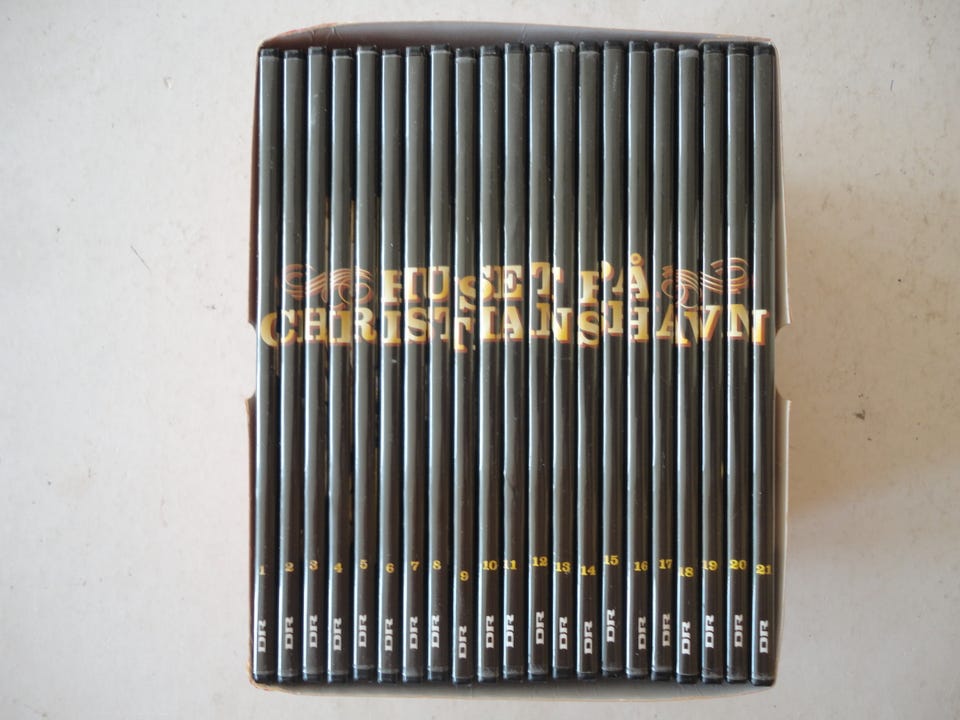 HUSET PÅ
CHRISTIANSHAVN
1 2 3 4 5 6 7 8 9 10 11 12 13 14 15 16 17 18 19 20 21
DR DR DR DR DR DR DR DR DR DR DR DR DR DR DR DR DR DR DR DR DR